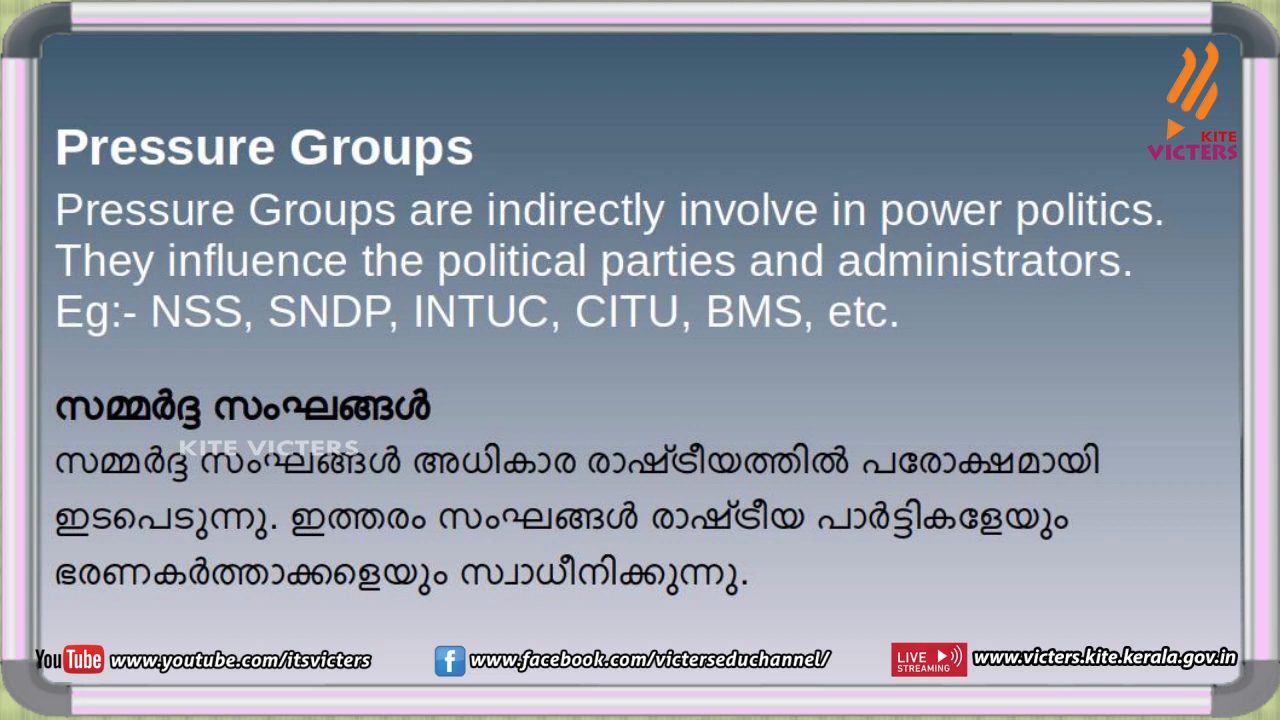 KITE
VICTERS
Pressure Groups
Pressure Groups are indirectly involve in power politics.
They influence the political parties and administrators.
Eg:- NSS, SNDP, INTUC, CITU, BMS, etc.
സമ്മർദ്ദ സംഘങ്ങൾ
KITE VICTERS
സമ്മർദ്ദ സംഘങ്ങൾ അധികാര രാഷ്ട്രീയത്തിൽ പരോക്ഷമായി
ഇടപെടുന്നു. ഇത്തരം സംഘങ്ങൾ രാഷ്ട്രീയ പാർട്ടികളേയും
ഭരണകർത്താക്കളെയും സ്വാധീനിക്കുന്നു.
YouTube www.youtube.com/itsvicters f www.facebook.com/victerseduchannel/ LIVE STREAMING www.victers.kite.kerala.gov.in